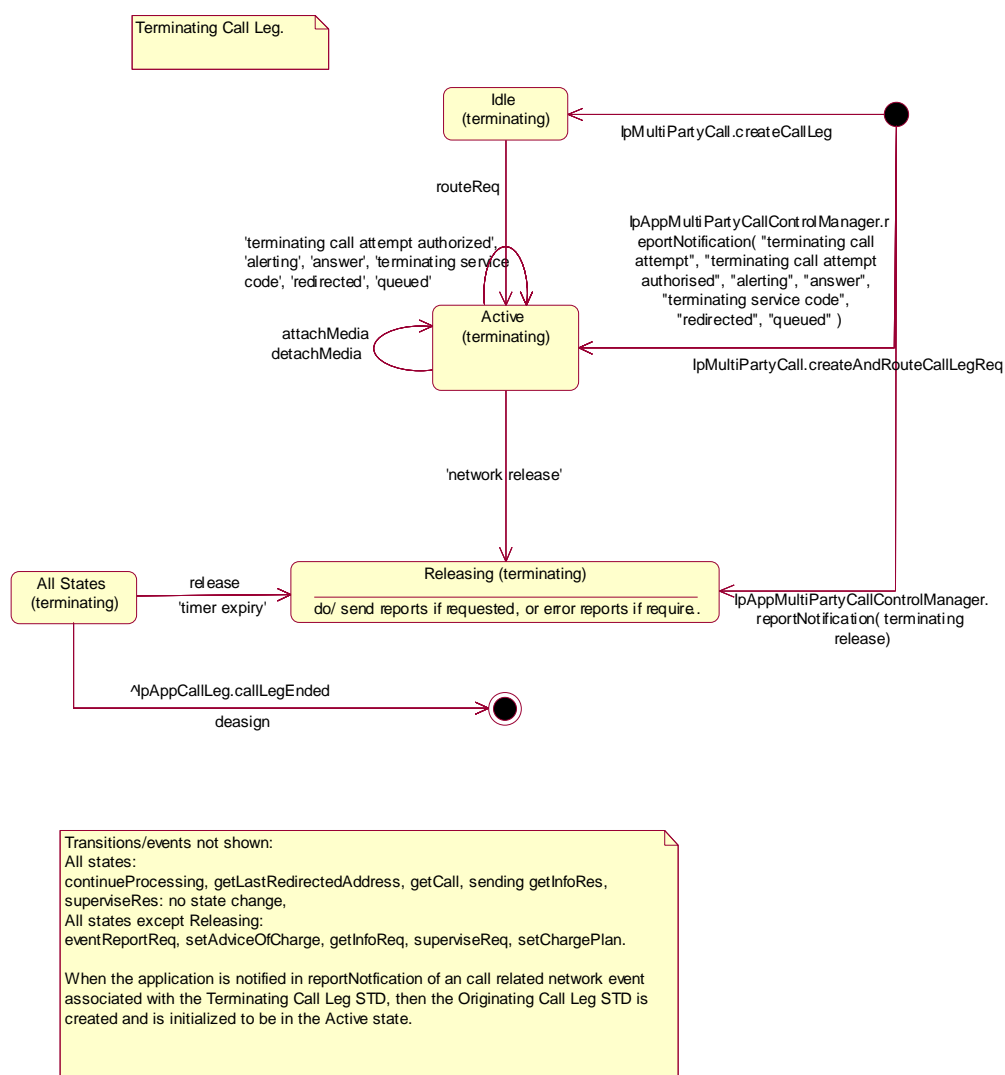 Terminating Call Leg.
Idle
(terminating)
IpMultiPartyCall.createCallLeg
routeReq
IpAppMultiPartyCallControlManager.r
eportNotification( "terminating call
attempt", "terminating call attempt
authorised", "alerting", "answer",
"terminating service code",
"redirected", "queued" )
'terminating call attempt authorized',
'alerting', 'answer', 'terminating service
code', 'redirected', 'queued'
Active
(terminating)
attachMedia
detachMedia
IpMultiPartyCall.createAndRouteCallLegReq
'network release'
All States
(terminating)
release
'timer expiry'
Releasing (terminating)
do/ send reports if requested, or error reports if require..
IpAppMultiPartyCallControlManager.
reportNotification( terminating
release)
^IpAppCallLeg.callLegEnded
deasign
Transitions/events not shown:
All states:
continueProcessing, getLastRedirectedAddress, getCall, sending getInfoRes,
superviseRes: no state change,
All states except Releasing:
eventReportReq, setAdviceOfCharge, getInfoReq, superviseReq, setChargePlan.
When the application is notified in reportNotfication of an call related network event
associated with the Terminating Call Leg STD, then the Originating Call Leg STD is
created and is initialized to be in the Active state.